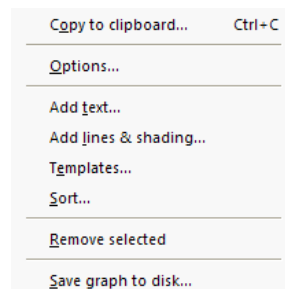 Copy to clipboard... Ctrl+C
Options...
Add text...
Add lines & shading...
Templates...
Sort...
Remove selected
Save graph to disk...